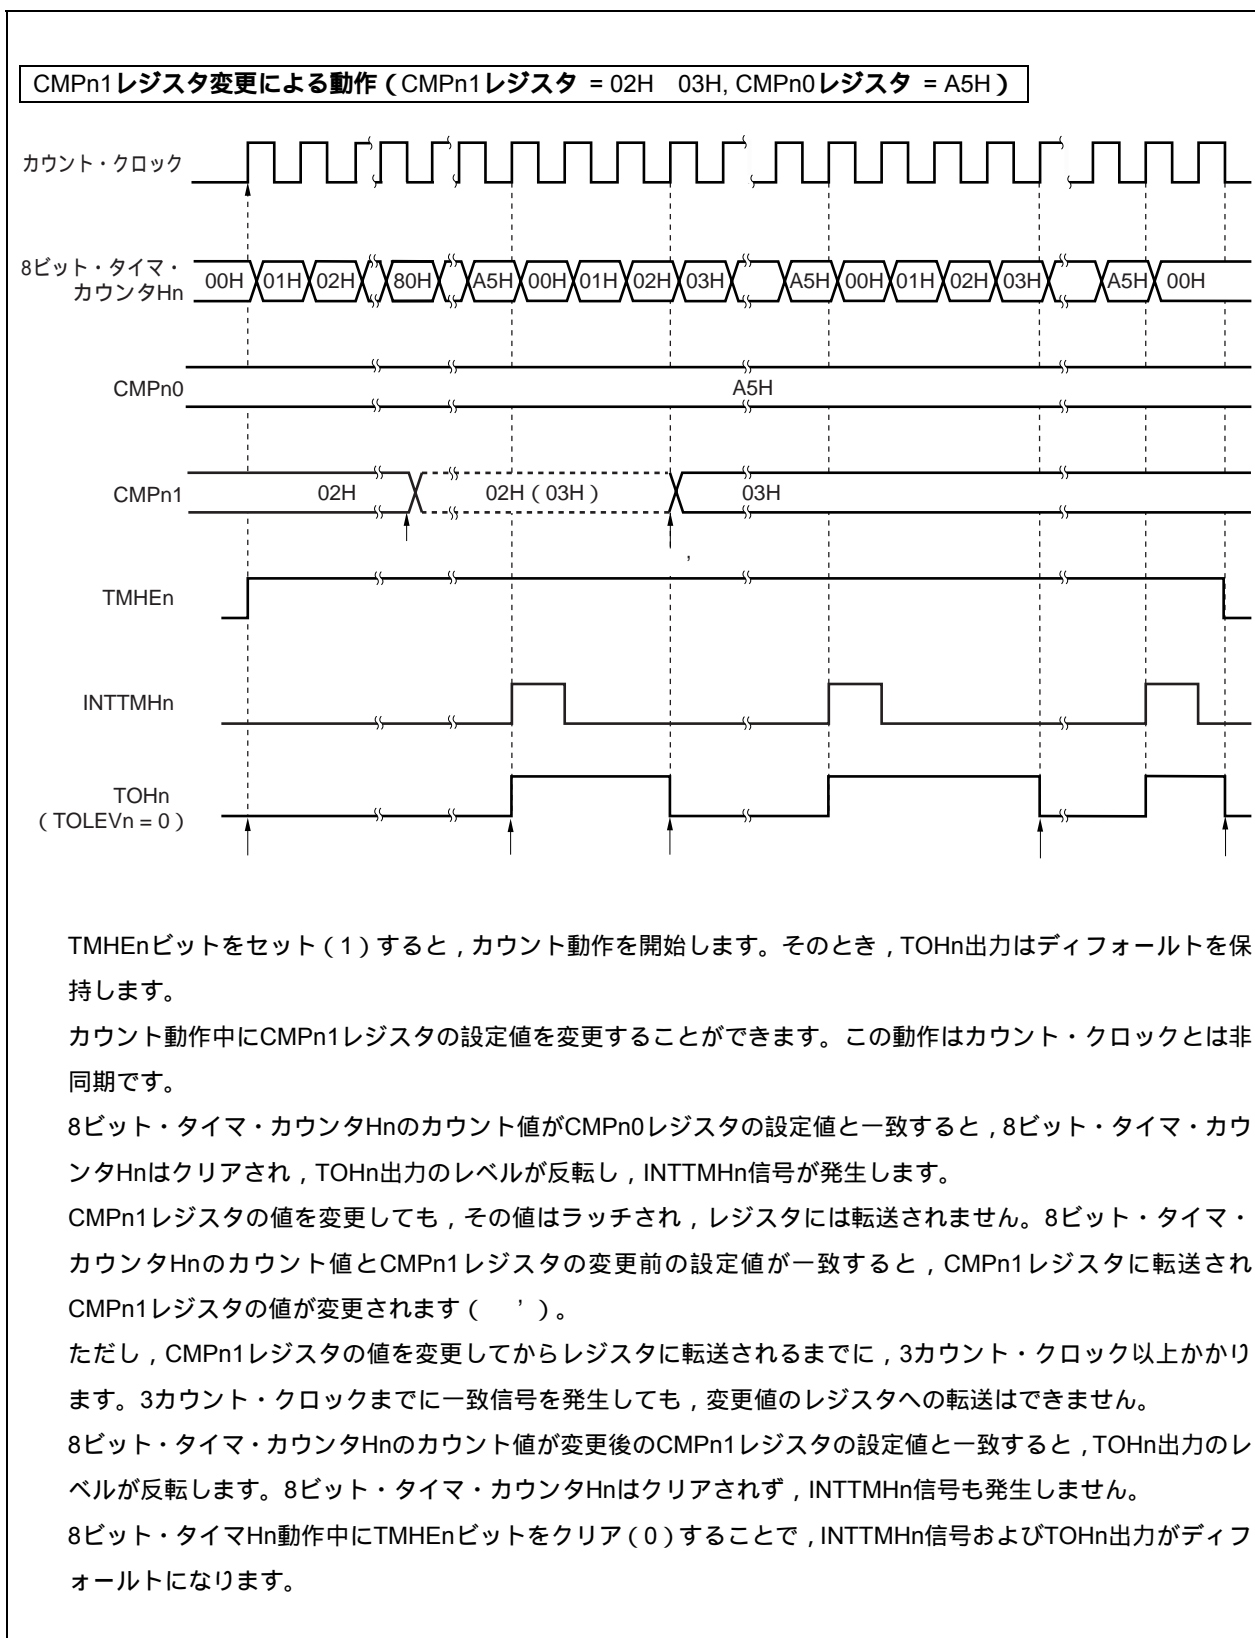 CMPn1レジスタ変更による動作（CMPn1レジスタ = 02H 03H, CMPn0レジスタ = A5H）
カウント・クロック
8ビット・タイマ・
カウンタHn
00H 01H 02H 80H A5H 00H 01H 02H 03H A5H 00H 01H 02H 03H A5H 00H
CMPn0
A5H
CMPn1
02H 02H（03H） 03H
’
TMHEn
INTTMHn
TOHn
（TOLEVn = 0）
TMHEnビットをセット（1）すると，カウント動作を開始します。そのとき，TOHn出力はディフォールトを保
持します。
カウント動作中にCMPn1レジスタの設定値を変更することができます。この動作はカウント・クロックとは非
同期です。
8ビット・タイマ・カウンタHnのカウント値がCMPn0レジスタの設定値と一致すると，8ビット・タイマ・カウ
ンタHnはクリアされ，TOHn出力のレベルが反転し，INTTMHn信号が発生します。
CMPn1レジスタの値を変更しても，その値はラッチされ，レジスタには転送されません。8ビット・タイマ・
カウンタHnのカウント値とCMPn1レジスタの変更前の設定値が一致すると，CMPn1レジスタに転送され
CMPn1レジスタの値が変更されます（ ’）。
ただし，CMPn1レジスタの値を変更してからレジスタに転送されるまでに，3カウント・クロック以上かかり
ます。3カウント・クロックまでに一致信号を発生しても，変更値のレジスタへの転送はできません。
8ビット・タイマ・カウンタHnのカウント値が変更後のCMPn1レジスタの設定値と一致すると，TOHn出力のレ
ベルが反転します。8ビット・タイマ・カウンタHnはクリアされず，INTTMHn信号も発生しません。
8ビット・タイマHn動作中にTMHEnビットをクリア（0）することで，INTTMHn信号およびTOHn出力がディフ
ォールトになります。